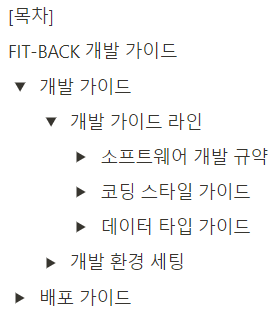 [목차]
FIT-BACK 개발 가이드
개발 가이드
개발 가이드 라인
소프트웨어 개발 규약
코딩 스타일 가이드
데이터 타입 가이드
개발 환경 세팅
배포 가이드